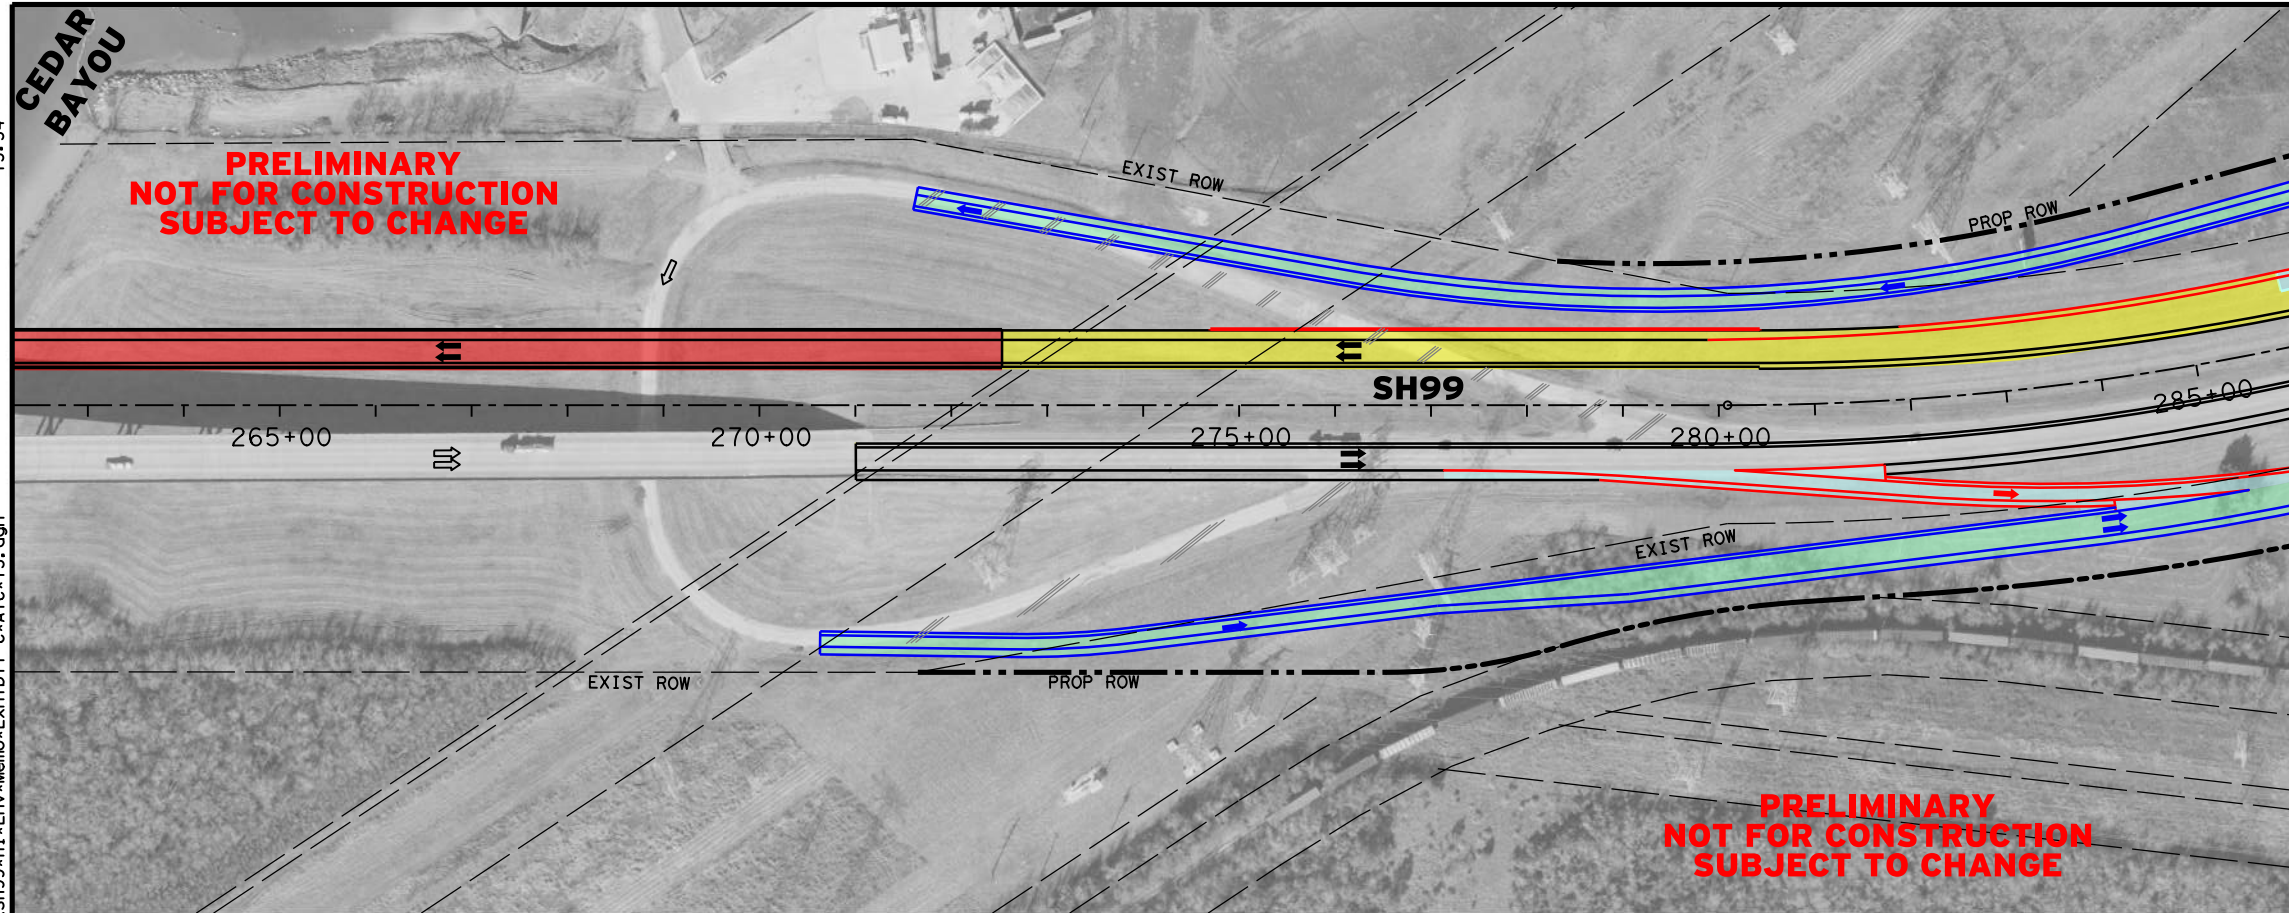 CEDAR
BAYOU
PRELIMINARY
NOT FOR CONSTRUCTION
SUBJECT TO CHANGE
EXIST ROW
PROP ROW
SH99
285+00
265+00
270+00
275+00
280+00
EXIST ROW
EXIST ROW
PROP ROW
PRELIMINARY
NOT FOR CONSTRUCTION
SUBJECT TO CHANGE